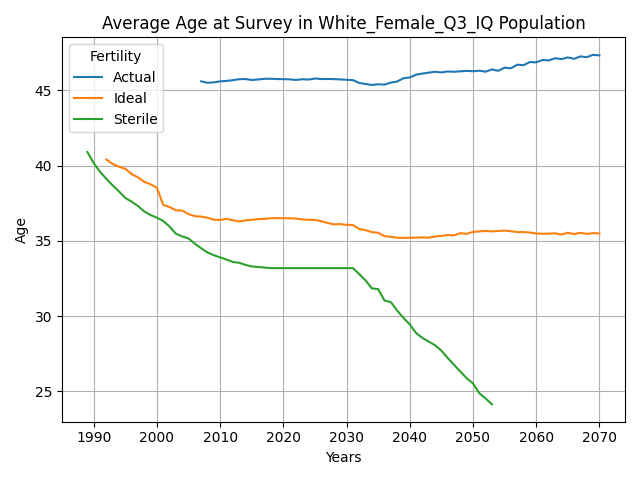 Average Age at Survey in White_Female_Q3_IQ Population
Fertility
Actual
Ideal
Sterile
Age
45
40
35
30
25
1990 2000 2010 2020 2030 2040 2050 2060 2070
Years